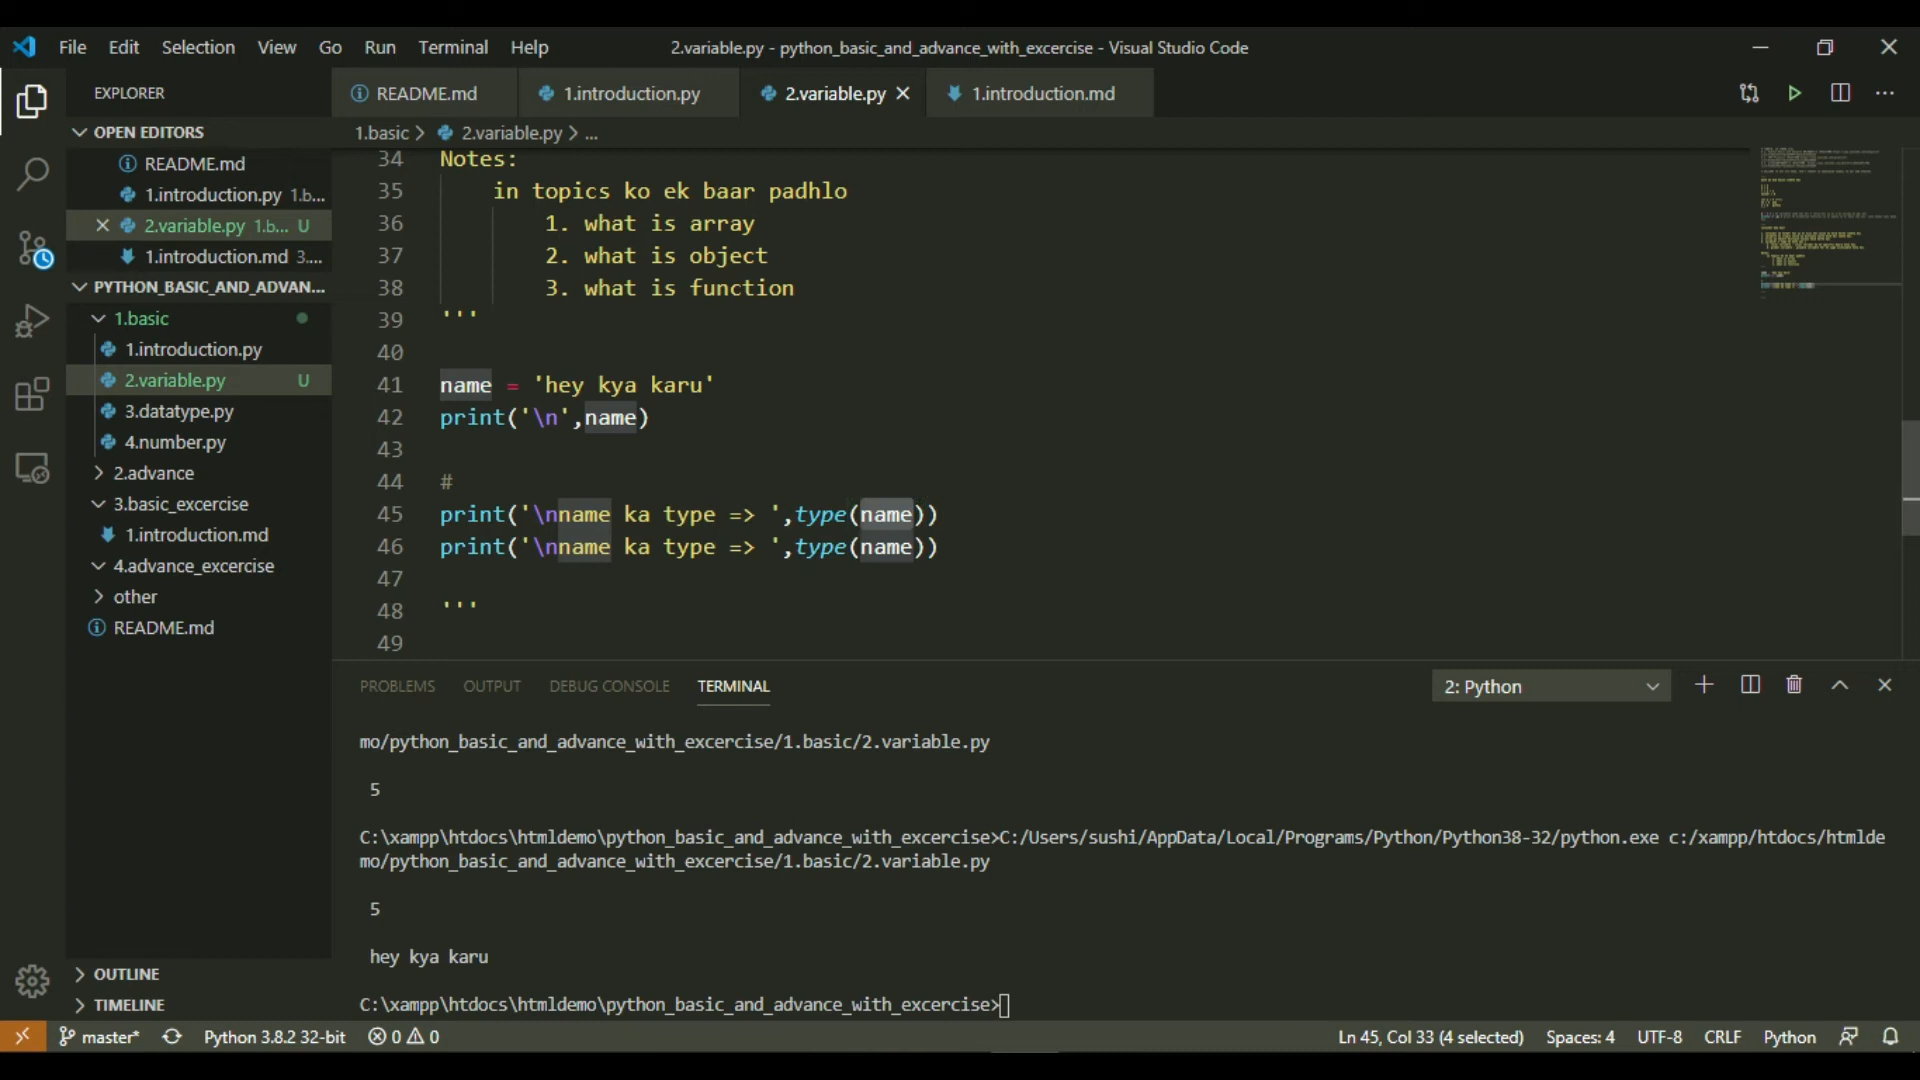 File Edit Selection View Go Run Terminal Help
2.variable.py - python_basic_and_advance_with_excercise - Visual Studio Code
EXPLORER
README.md
1.introduction.py
2.variable.py
1.introduction.md
OPEN EDITORS
README.md
1.introduction.py 1.b...
2.variable.py 1.b... U
1.introduction.md 3....
PYTHON_BASIC_AND_ADVAN...
1.basic
1.introduction.py
2.variable.py U
3.datatype.py
4.number.py
2.advance
3.basic_excercise
1.introduction.md
4.advance_excercise
other
README.md
OUTLINE
TIMELINE
1.basic > 2.variable.py > ...
34 Notes:
35 in topics ko ek baar padhlo
36 1. what is array
37 2. what is object
38 3. what is function
39 '''
40
41 name = 'hey kya karu'
42 print('\n',name)
43
44 #
45 print('\nname ka type => ',type(name))
46 print('\nname ka type => ',type(name))
47
48 '''
49
PROBLEMS OUTPUT DEBUG CONSOLE TERMINAL
2: Python
mo/python_basic_and_advance_with_excercise/1.basic/2.variable.py
5
C:\xampp\htdocs\htmldemo\python_basic_and_advance_with_excercise>C:/Users/sushi/AppData/Local/Programs/Python/Python38-32/python.exe c:/xampp/htdocs/htmlde
mo/python_basic_and_advance_with_excercise/1.basic/2.variable.py
5
hey kya karu
C:\xampp\htdocs\htmldemo\python_basic_and_advance_with_excercise>
master* Python 3.8.2 32-bit 0 0
Ln 45, Col 33 (4 selected) Spaces: 4 UTF-8 CRLF Python